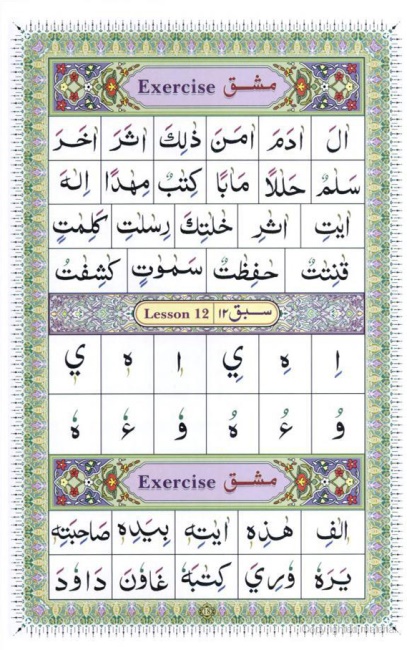 Exercise مشق
اٰلَ اٰدَمَ اٰمَنَ ذٰلِكَ اٰثَرَ اٰخَرَ
سَلٰمٌ حَلٰلًا مَاٰبًا كِتٰبٌ مِهٰدًا اِلٰهَ
اٰيٰتِ اٰثٰرِ خٰلٰتِكَ رِسٰلٰتِ كَلِمٰتٍ
قٰنِتٰتٌ حٰفِظٰتٌ سَمٰوٰتٍ كٰشِفٰتُ
Lesson 12 سبق ١٢
اِ هِ يِ اٖ هٖ يٖ
وُ ءُ هُ وٗ ءٗ هٗ
Exercise مشق
اٖلٰفِ هٰذِهٖ اٰيٰتِهٖ بِيَدِهٖ صَاحِبَتِهٖ
يَرَهٗ وٗرِيَ كِتٰبَهٗ غَاوٗنَ دَاوٗدَ